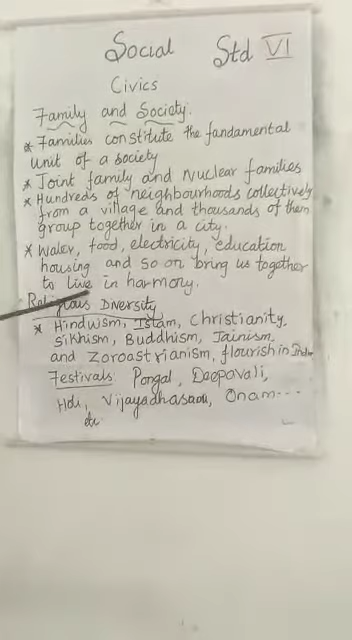 Social Std VI
Civics
Family and Society.
* Families constitute the fandamental
unit of a society
* Joint family and Nuclear families
* Hundreds of neighbourhoods collectively
from a village and thousands of them
group together in a city.
* Water, food, electricity, education
housing and so on bring us together
to live in harmony.
Religious Diversity
* Hinduism, Islam, Christianity,
Sikhism, Buddhism, Jainism,
and Zoroastrianism, flourish in India
Festivals: Pongal, Deepavali,
Holi, Vijayadhasami, Onam...
etc